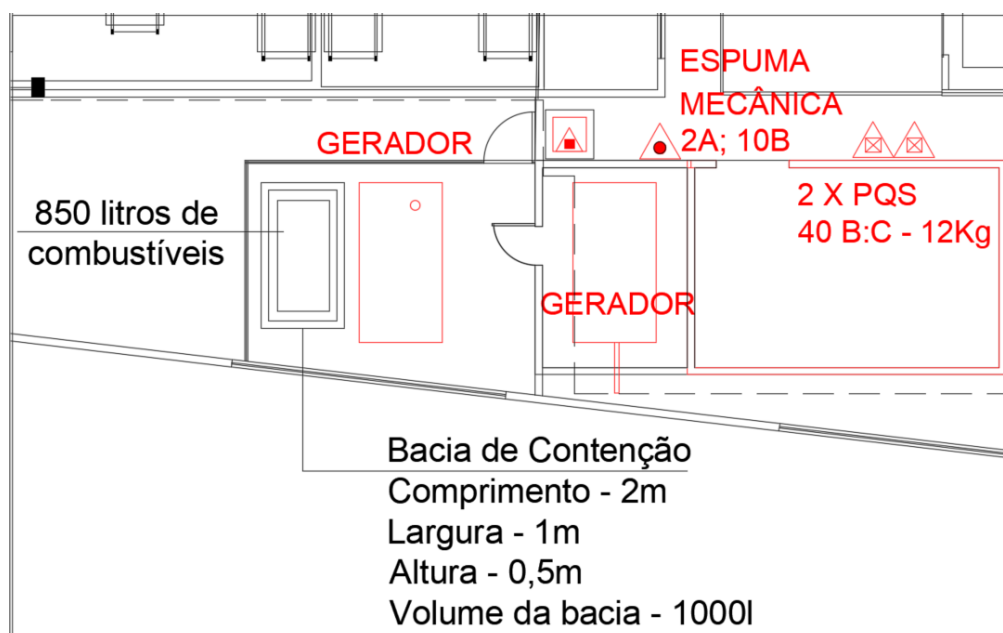 ESPUMA
MECÂNICA
2A; 10B
GERADOR
2 X PQS
40 B:C - 12Kg
850 litros de
combustíveis
GERADOR
Bacia de Contenção
Comprimento - 2m
Largura - 1m
Altura - 0,5m
Volume da bacia - 1000l